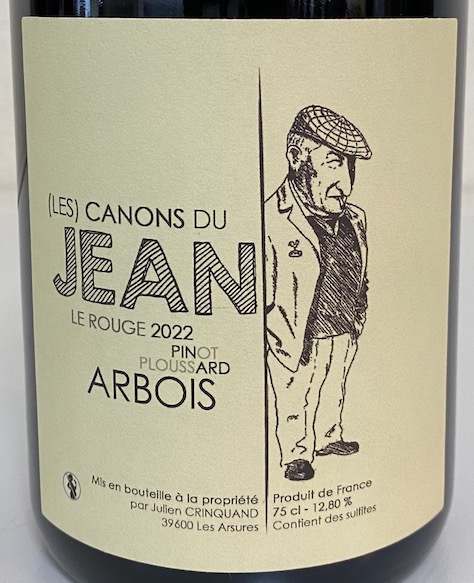 (LES) CANONS DU
JEAN
LE ROUGE 2022
PINOT
PLOUSSARD
ARBOIS
Mis en bouteille à la propriété
par Julien CRINQUAND
39600 Les Arsures
Produit de France
75 cl - 12,80 %
Contient des sulfites